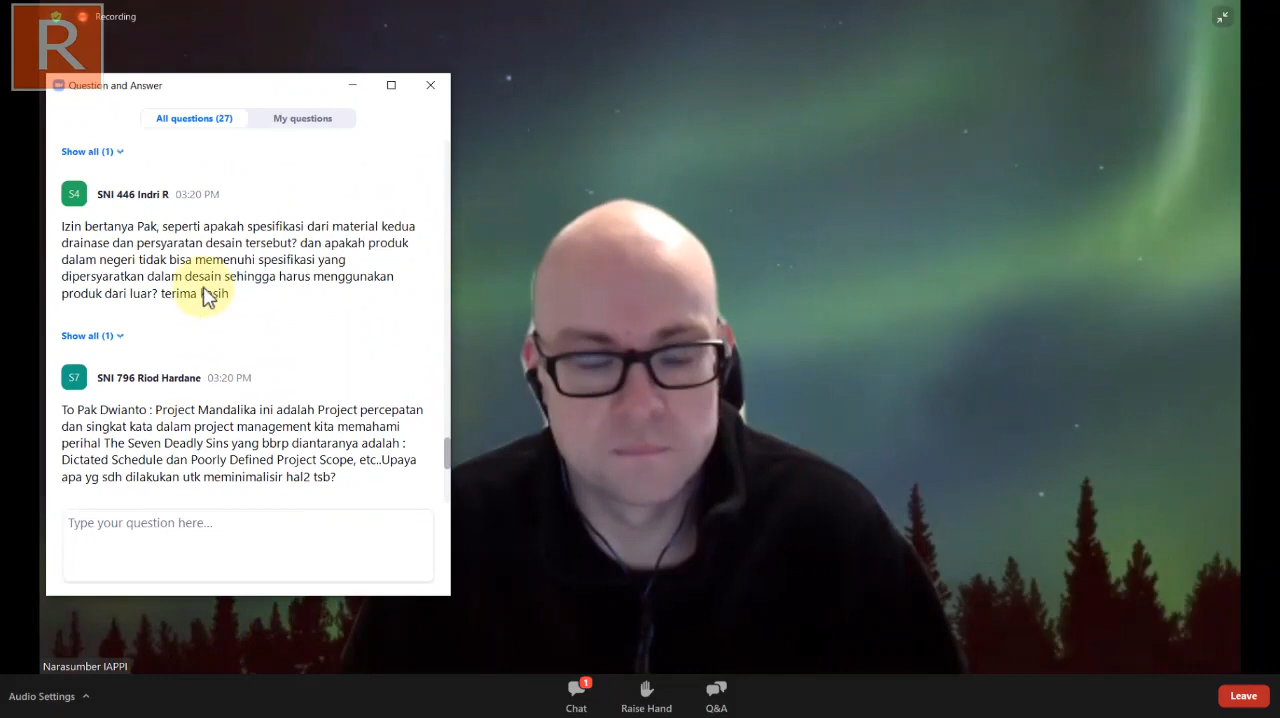 Recording
R
Question and Answer
All questions (27)
My questions
Show all (1)
S4
SNI 446 Indri R 03:20 PM
Izin bertanya Pak, seperti apakah spesifikasi dari material kedua
drainase dan persyaratan desain tersebut? dan apakah produk
dalam negeri tidak bisa memenuhi spesifikasi yang
dipersyaratkan dalam desain sehingga harus menggunakan
produk dari luar? terima kasih
Show all (1)
S7
SNI 796 Riod Hardane 03:20 PM
To Pak Dwianto : Project Mandalika ini adalah Project percepatan
dan singkat kata dalam project management kita memahami
perihal The Seven Deadly Sins yang bbrp diantaranya adalah :
Dictated Schedule dan Poorly Defined Project Scope, etc..Upaya
apa yg sdh dilakukan utk meminimalisir hal2 tsb?
Type your question here...
Narasumber IAPPI
Audio Settings
1
Chat
Raise Hand
Q&A
Leave